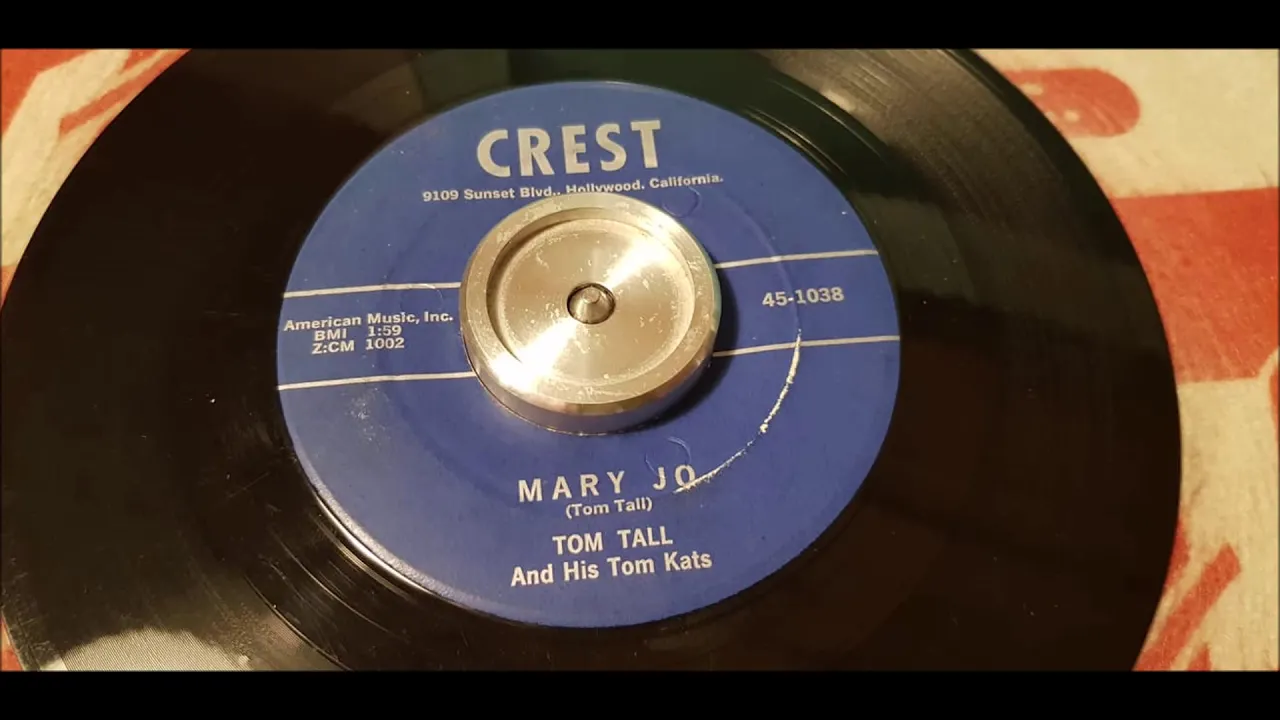 CREST
9109 Sunset Blvd., Hollywood, California.
American Music, Inc.
BMI 1:59
Z:CM 1002
45-1038
MARY JO
(Tom Tall)
TOM TALL
And His Tom Kats